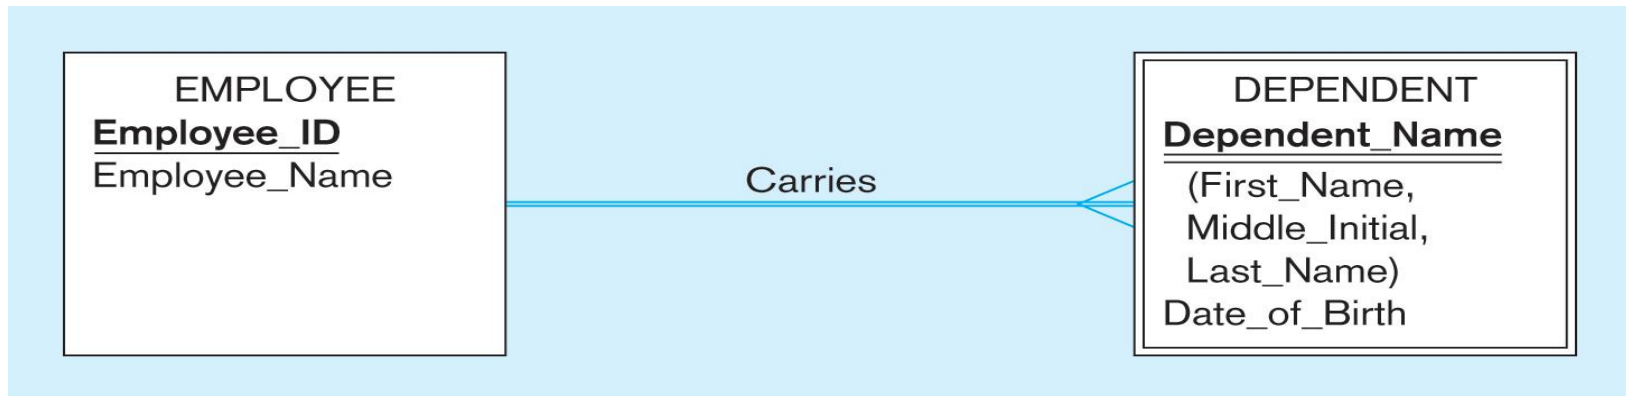 EMPLOYEE
Employee_ID
Employee_Name
Carries
DEPENDENT
Dependent_Name
(First_Name,
Middle_Initial,
Last_Name)
Date_of_Birth